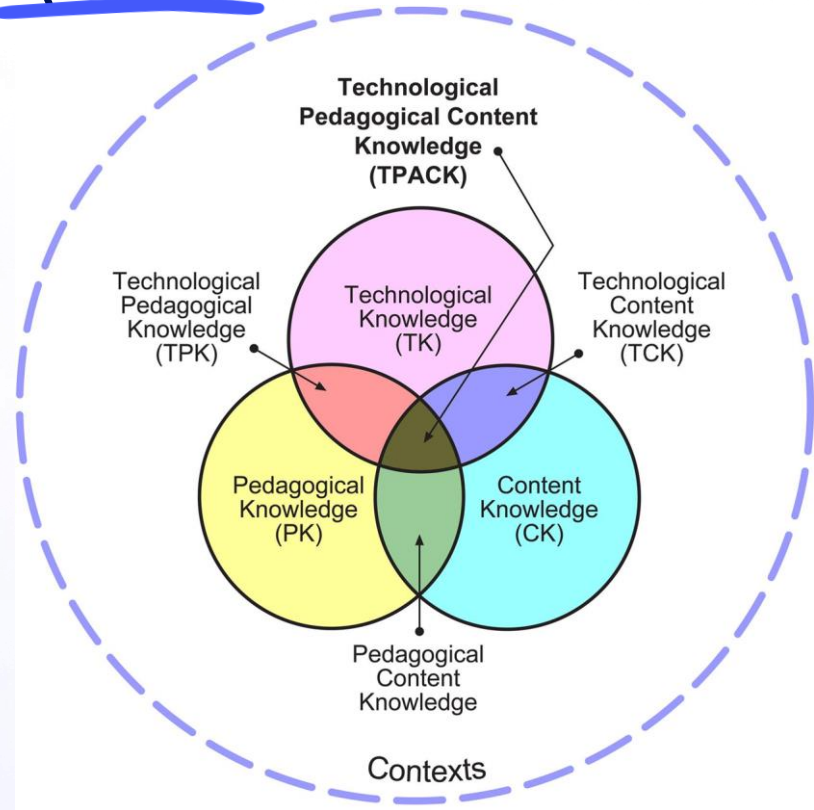 Technological
Pedagogical Content
Knowledge
(TPACK)
Technological
Pedagogical
Knowledge
(TPK)
Technological
Knowledge
(TK)
Technological
Content
Knowledge
(TCK)
Pedagogical
Knowledge
(PK)
Content
Knowledge
(CK)
Pedagogical
Content
Knowledge
Contexts